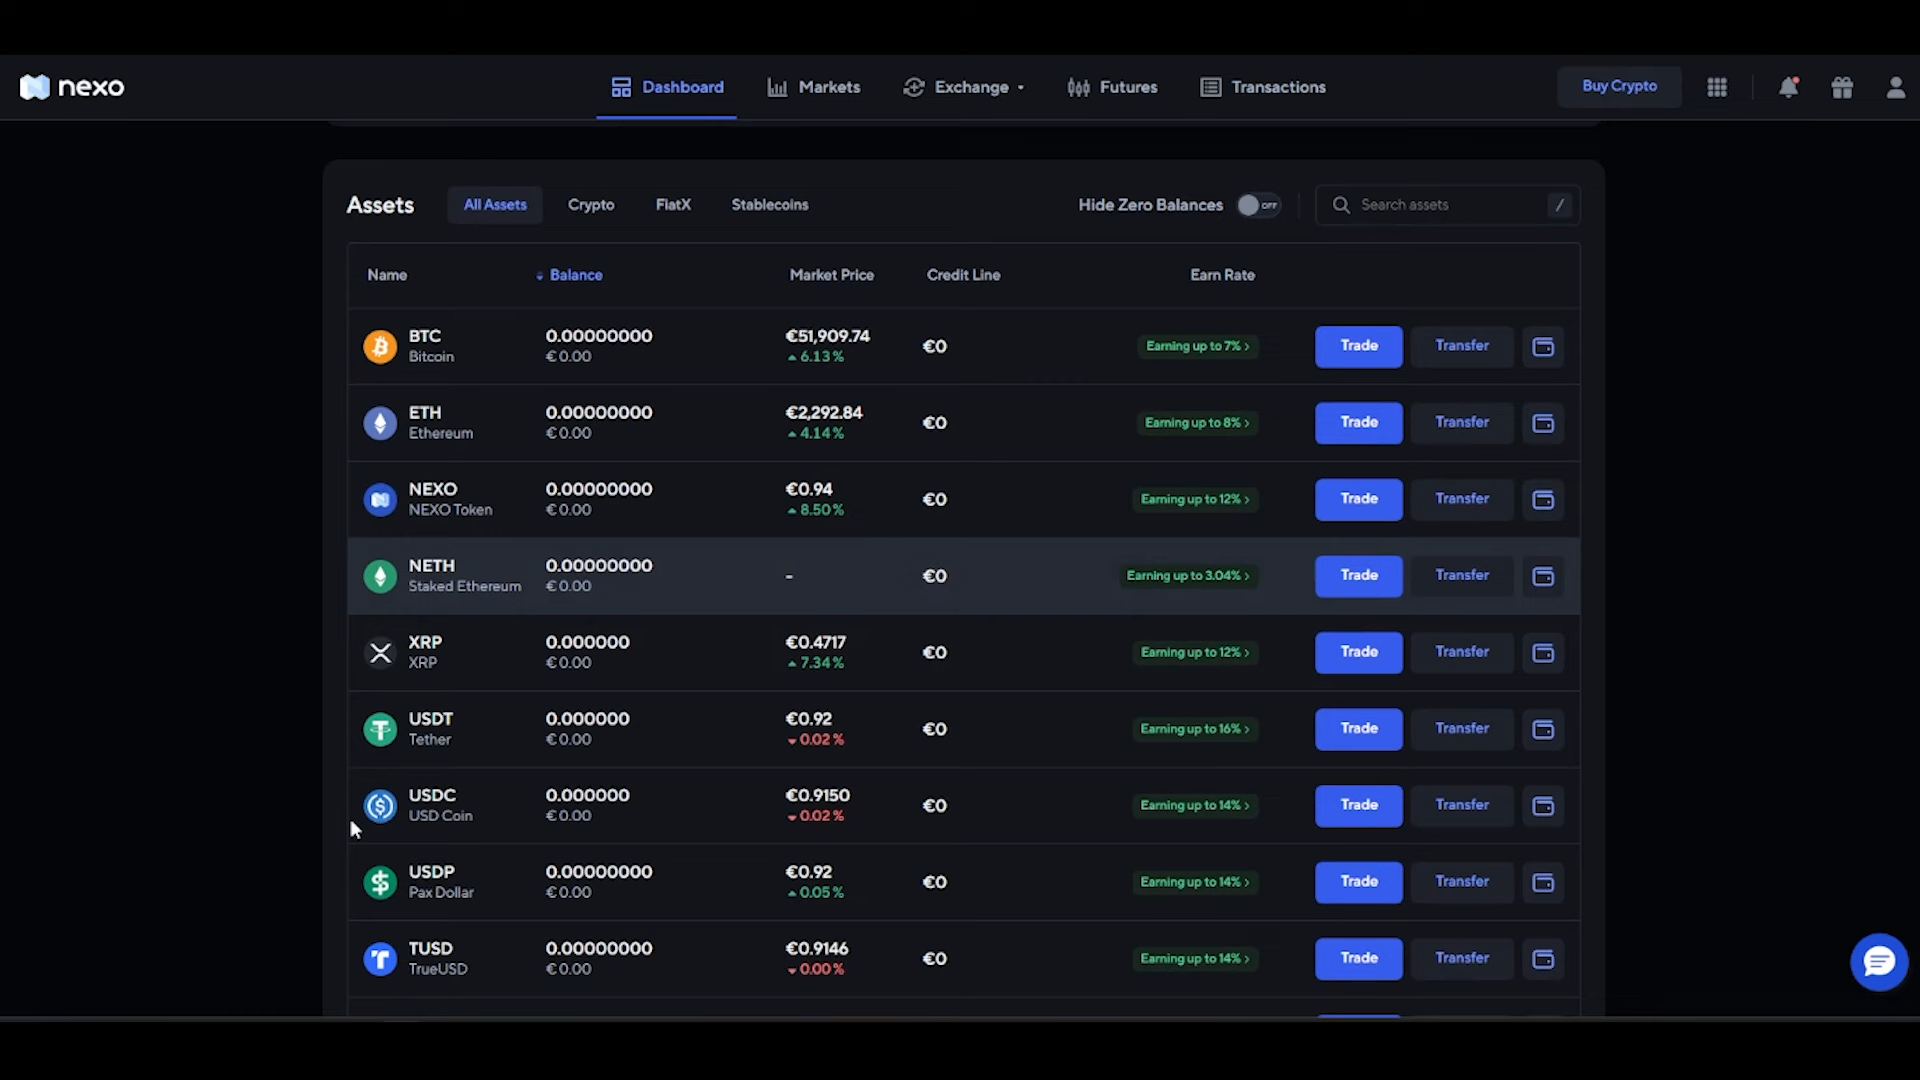 nexo
Dashboard
Markets
Exchange
Futures
Transactions
Buy Crypto
Assets
All Assets
Crypto
FiatX
Stablecoins
Hide Zero Balances
OFF
Search assets
/
Name
Balance
Market Price
Credit Line
Earn Rate
BTC
Bitcoin
0.00000000
€0.00
€51,909.74
6.13%
€0
Earning up to 7% >
Trade
Transfer
ETH
Ethereum
0.00000000
€0.00
€2,292.84
4.14%
€0
Earning up to 8% >
Trade
Transfer
NEXO
NEXO Token
0.00000000
€0.00
€0.94
8.50%
€0
Earning up to 12% >
Trade
Transfer
NETH
Staked Ethereum
0.00000000
€0.00
-
€0
Earning up to 3.04% >
Trade
Transfer
XRP
XRP
0.000000
€0.00
€0.4717
7.34%
€0
Earning up to 12% >
Trade
Transfer
USDT
Tether
0.000000
€0.00
€0.92
0.02%
€0
Earning up to 16% >
Trade
Transfer
USDC
USD Coin
0.000000
€0.00
€0.9150
0.02%
€0
Earning up to 14% >
Trade
Transfer
USDP
Pax Dollar
0.00000000
€0.00
€0.92
0.05%
€0
Earning up to 14% >
Trade
Transfer
TUSD
TrueUSD
0.00000000
€0.00
€0.9146
0.00%
€0
Earning up to 14% >
Trade
Transfer